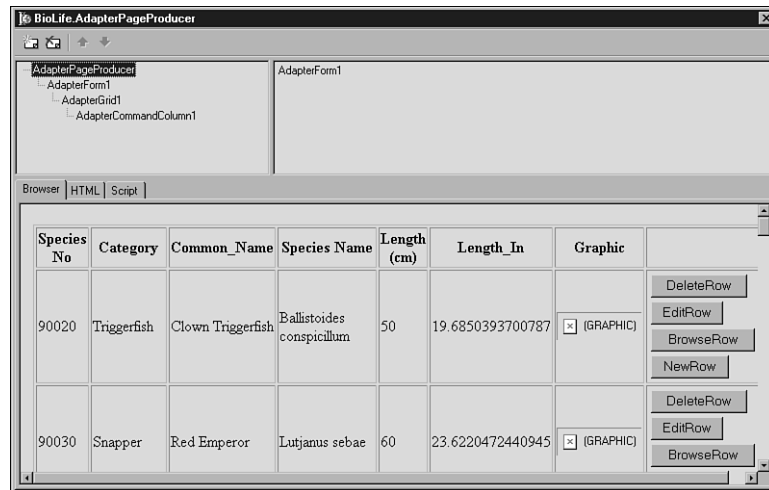 BioLife.AdapterPageProducer
AdapterPageProducer
AdapterForm1
AdapterGrid1
AdapterCommandColumn1
AdapterForm1
Browser HTML Script
Species No Category Common_Name Species Name Length (cm) Length_In Graphic
90020 Triggerfish Clown Triggerfish Ballistoides conspicillum 50 19.6850393700787 (GRAPHIC)
DeleteRow
EditRow
BrowseRow
NewRow
90030 Snapper Red Emperor Lutjanus sebae 60 23.6220472440945 (GRAPHIC)
DeleteRow
EditRow
BrowseRow